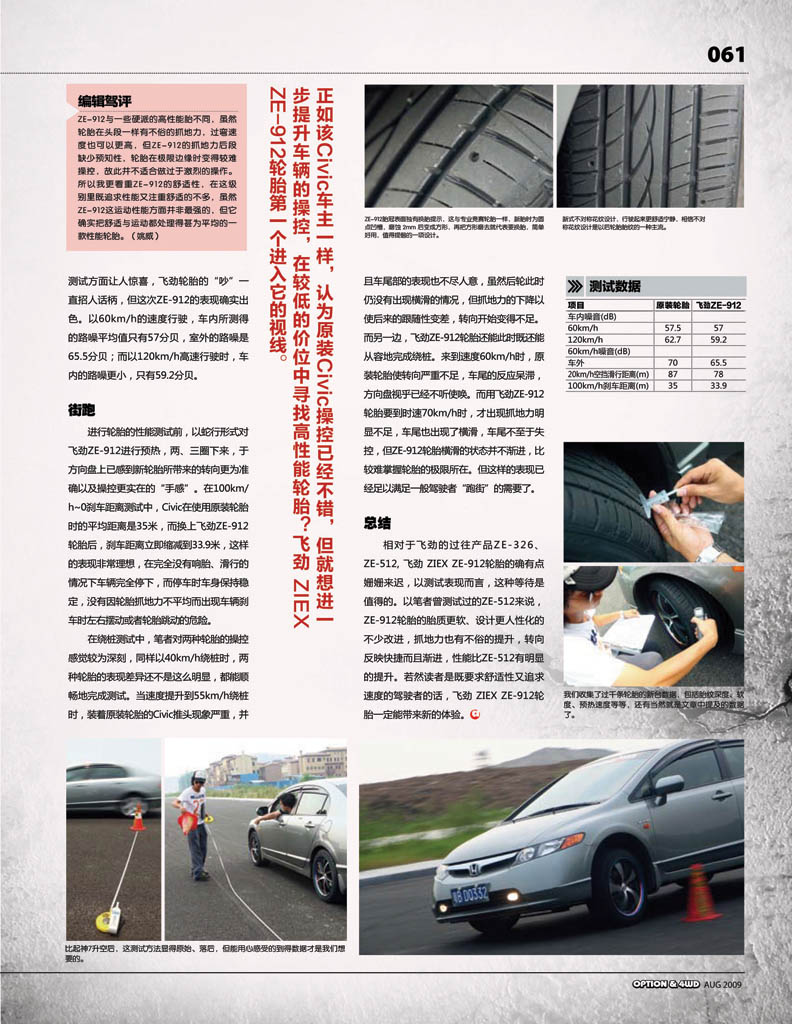 061
编辑驾评
ZE-912与一些硬派的高性能胎不同，虽然
轮胎在头段一样有不俗的抓地力，过弯速
度也可以更高，但ZE-912的抓地力后段
缺少预知性，轮胎在极限边缘时变得较难
操控，故此并不适合做过于激烈的操作。
所以我更看重ZE-912的舒适性，在这级
别里既追求性能又注重舒适的不多，虽然
ZE-912这运动性能方面并非最强的，但它
确实把舒适与运动都处理得甚为平均的一
款性能轮胎。（姚威）
正如该Civic车主一样，认为原装Civic操控已经不错，但就想进一
步提升车辆的操控，在较低的价位中寻找高性能轮胎？飞劲 ZIEX
ZE-912轮胎第一个进入它的视线。
ZE-912胎冠表面独有换胎提示，这与专业竞赛轮胎一样，新胎时为圆
点凹槽，磨蚀 2mm 后变成方形，再把方形磨去就代表要换胎，简单
好用，值得提倡的一项设计。
新式不对称花纹设计，行驶起来更舒适宁静，相信不对
称花纹设计是以后轮胎胎纹的一种主流。
测试方面让人惊喜，飞劲轮胎的“吵”一
直招人话柄，但这次ZE-912的表现确实出
色。以60km/h的速度行驶，车内所测得
的路噪平均值只有57分贝，室外的路噪是
65.5分贝；而以120km/h高速行驶时，车
内的路噪更小，只有59.2分贝。
街跑
进行轮胎的性能测试前，以蛇行形式对
飞劲ZE-912进行预热，两、三圈下来，于
方向盘上已感到新轮胎所带来的转向更为准
确以及操控更实在的“手感”。在100km/
h~0刹车距离测试中，Civic在使用原装轮胎
时的平均距离是35米，而换上飞劲ZE-912
轮胎后，刹车距离立即缩减到33.9米，这样
的表现非常理想，在完全没有响胎、滑行的
情况下车辆完全停下，而停车时车身保持稳
定，没有因轮胎抓地力不平均而出现车辆刹
车时左右摆动或者轮胎跳动的危险。
在绕桩测试中，笔者对两种轮胎的操控
感觉较为深刻，同样以40km/h绕桩时，两
种轮胎的表现差异还不是这么明显，都能顺
畅地完成测试。当速度提升到55km/h绕桩
时，装着原装轮胎的Civic推头现象严重，并
且车尾部的表现也不尽人意，虽然后轮此时
仍没有出现横滑的情况，但抓地力的下降以
使后来的跟随性变差，转向开始变得不足。
而另一边，飞劲ZE-912轮胎还能此时既还能
从容地完成绕桩。来到速度60km/h时，原
装轮胎使转向严重不足，车尾的反应呆滞，
方向盘视乎已经不听使唤。而用飞劲ZE-912
轮胎要到时速70km/h时，才出现抓地力明
显不足，车尾也出现了横滑，车尾不至于失
控，但ZE-912轮胎横滑的状态并不渐进，比
较难掌握轮胎的极限所在。但这样的表现已
经足以满足一般驾驶者“跑街”的需要了。
总结
相对于飞劲的过往产品ZE-326、
ZE-512, 飞劲 ZIEX ZE-912轮胎的确有点
姗姗来迟，以测试表现而言，这种等待是
值得的。以笔者曾测试过的ZE-512来说，
ZE-912轮胎的胎质更软、设计更人性化的
不少改进，抓地力也有不俗的提升，转向
反映快捷而且渐进，性能比ZE-512有明显
的提升。若然读者是既要求舒适性又追求
速度的驾驶者的话，飞劲 ZIEX ZE-912轮
胎一定能带来新的体验。
测试数据
项目 原装轮胎 飞劲ZE-912
车内噪音(dB)
60km/h 57.5 57
120km/h 62.7 59.2
60km/h噪音(dB)
车外 70 65.5
20km/h空挡滑行距离(m) 87 78
100km/h刹车距离(m) 35 33.9
我们收集了过千条轮胎的新台数据，包括胎纹深度、软
度、预热速度等等，还有当然就是文章中提及的数据
了。
D0332
比起神7升空后，这测试方法显得原始、落后，但能用心感受的到得数据才是我们想
要的。
OPTION & 4WD AUG 2009